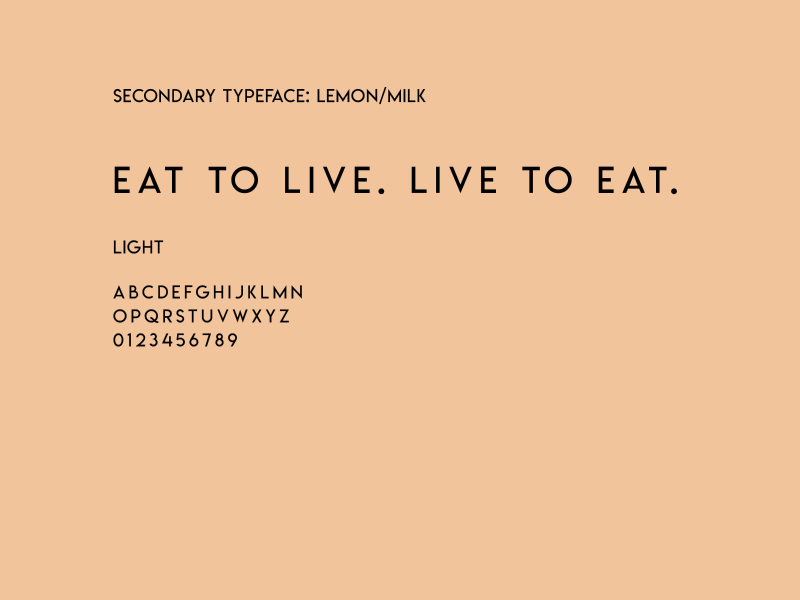 SECONDARY TYPEFACE: LEMON/MILK
EAT TO LIVE. LIVE TO EAT.
LIGHT
ABCDEFGHIJKLMN
OPQRSTUVWXYZ
0123456789